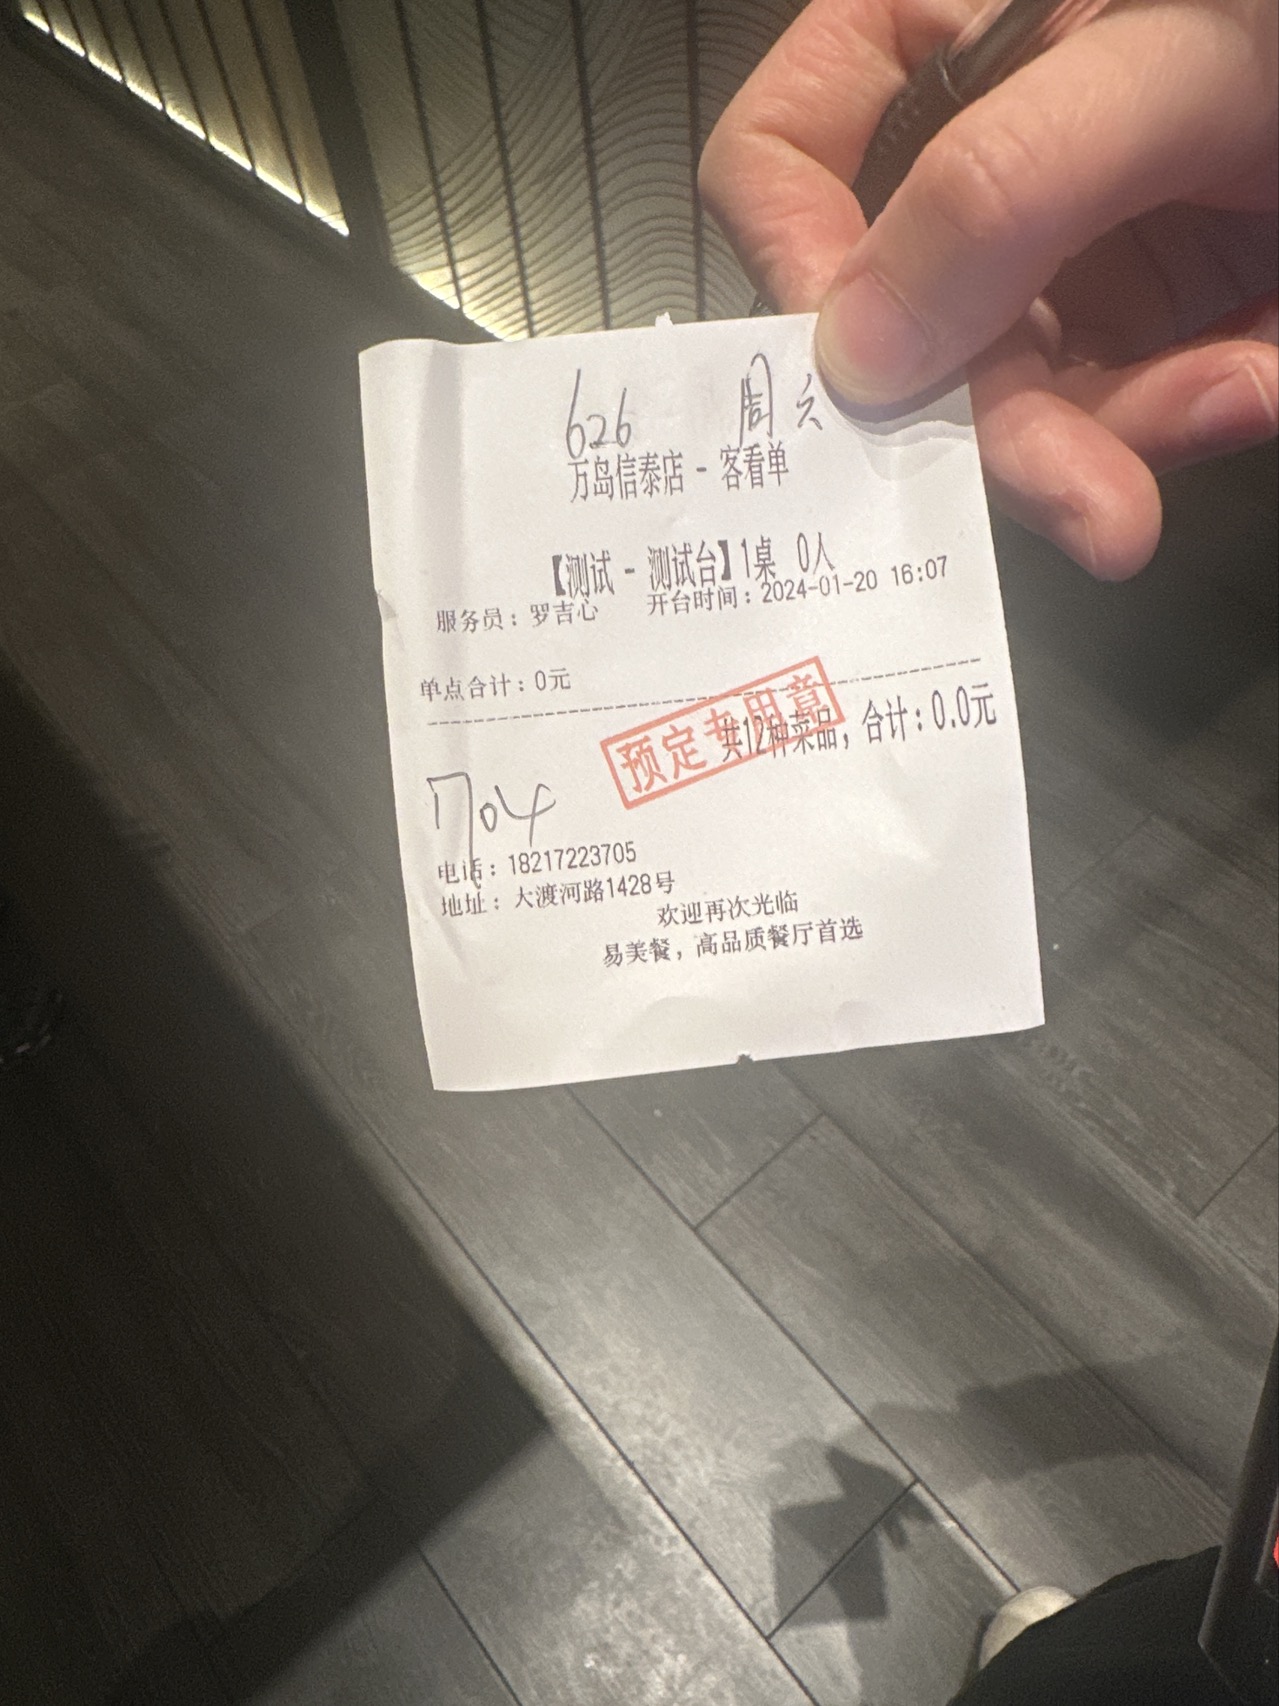 626 周六
万岛信泰店 - 客看单
【测试 - 测试台】1桌 0人
服务员：罗吉心 开台时间：2024-01-20 16:07
单点合计：0元
预定专用章
共12种菜品，合计：0.0元
1704
电话：18217223705
地址：大渡河路1428号
欢迎再次光临
易美餐，高品质餐厅首选